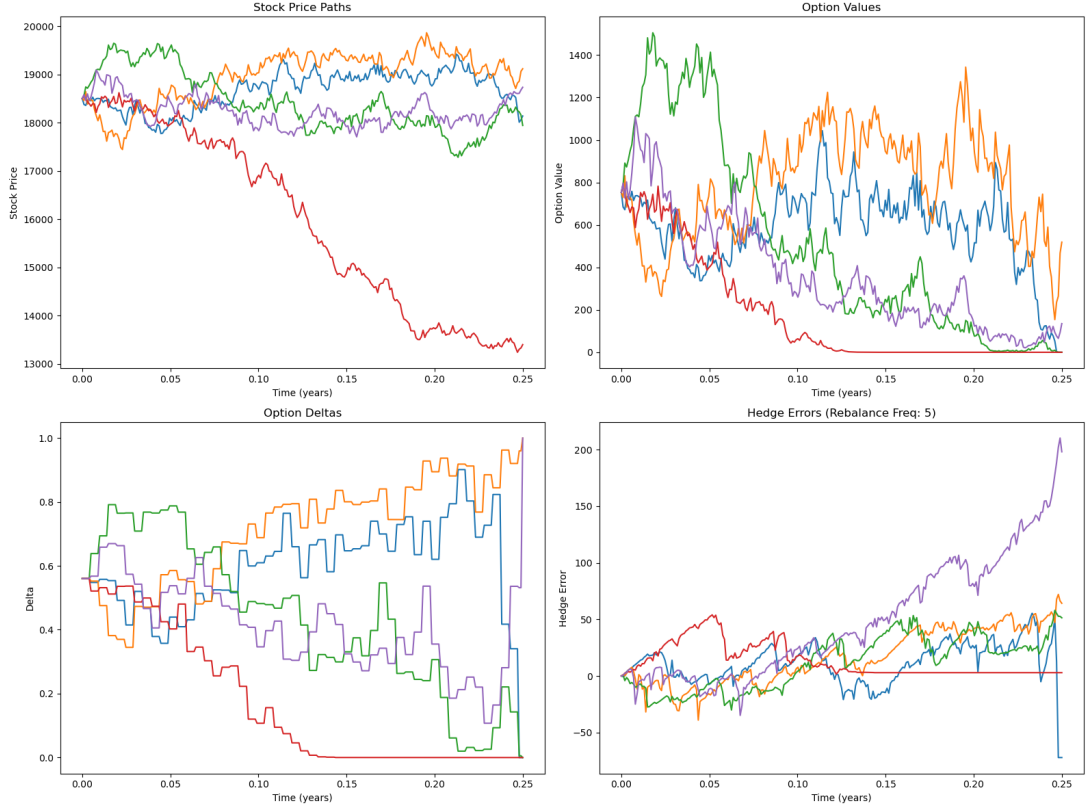 Stock Price Paths
20000
19000
18000
17000
16000
15000
14000
13000
Stock Price
0.00 0.05 0.10 0.15 0.20 0.25
Time (years)
Option Values
1400
1200
1000
800
600
400
200
0
Option Value
0.00 0.05 0.10 0.15 0.20 0.25
Time (years)
Option Deltas
1.0
0.8
0.6
0.4
0.2
0.0
Delta
0.00 0.05 0.10 0.15 0.20 0.25
Time (years)
Hedge Errors (Rebalance Freq: 5)
200
150
100
50
0
−50
Hedge Error
0.00 0.05 0.10 0.15 0.20 0.25
Time (years)